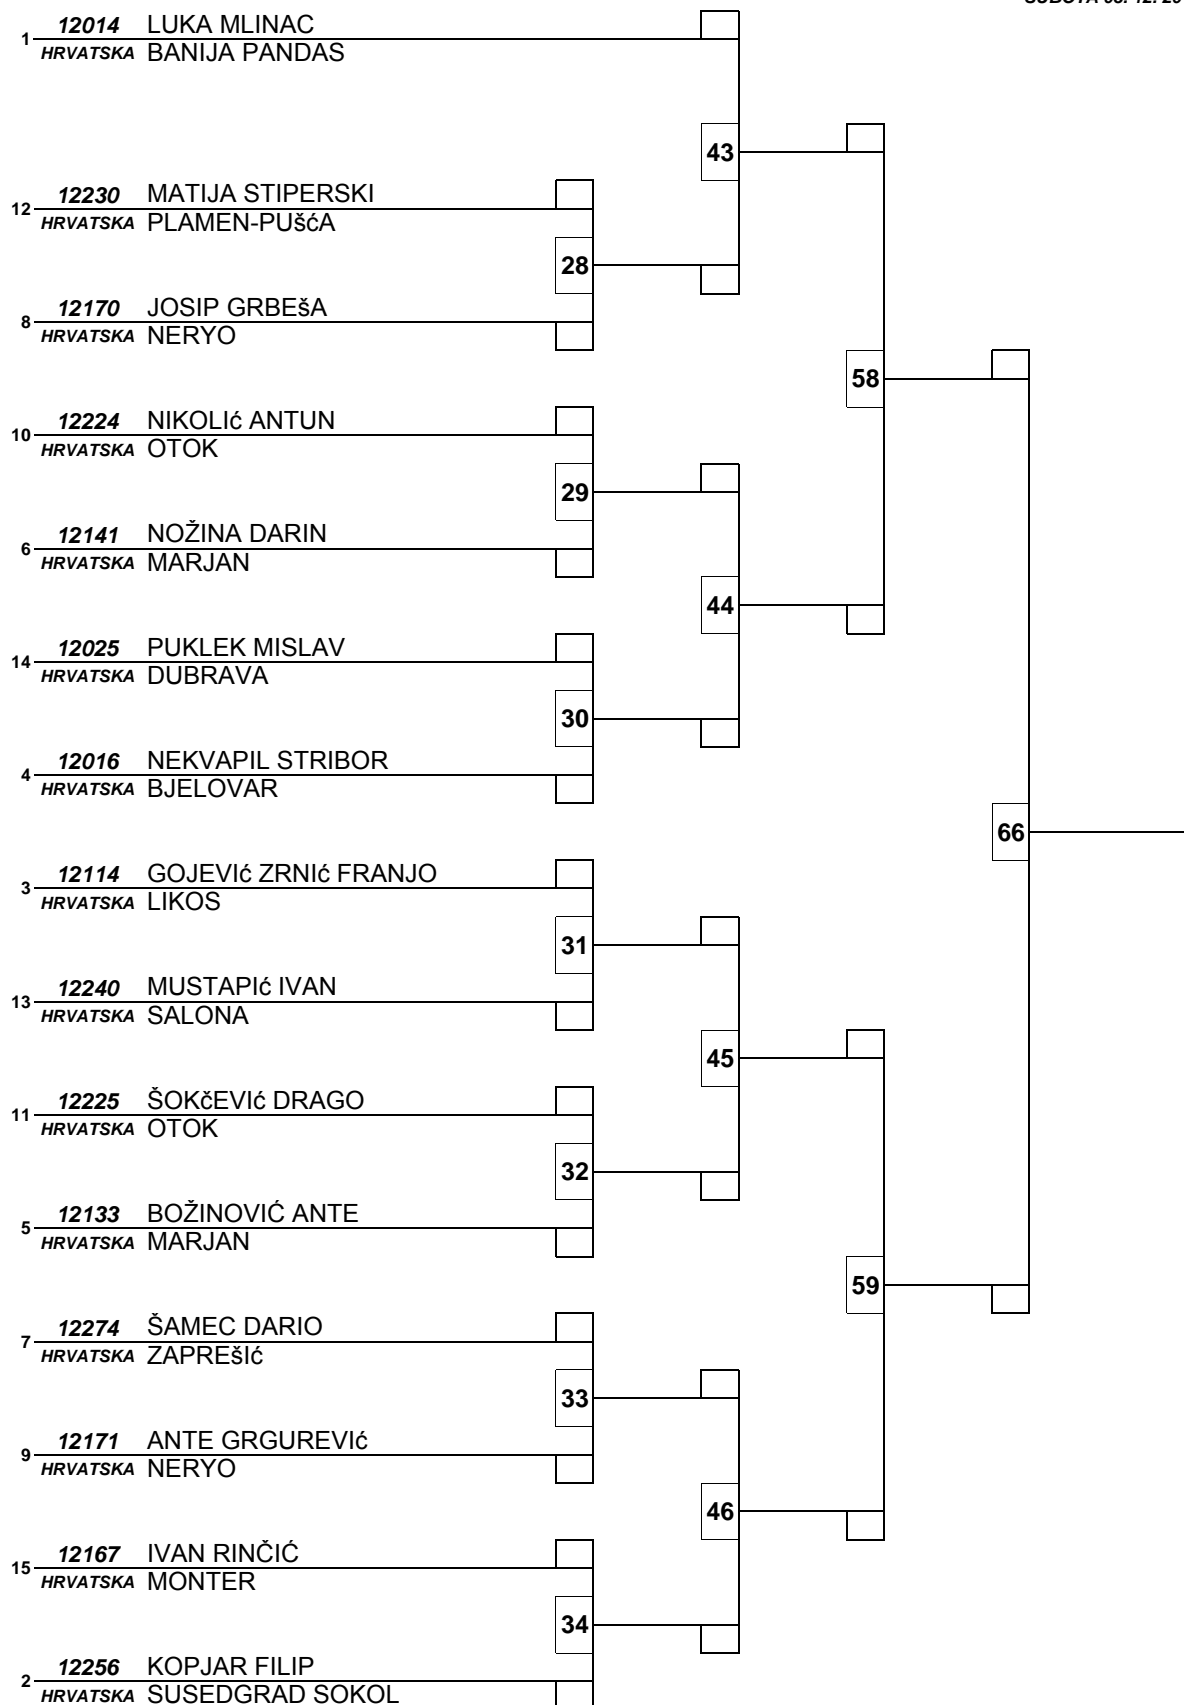 12014 LUKA MLINAC
1
HRVATSKA BANIJA PANDAS
43
12230 MATIJA STIPERSKI
12
HRVATSKA PLAMEN-PUšćA
28
12170 JOSIP GRBEšA
8
HRVATSKA NERYO
58
12224 NIKOLIć ANTUN
10
HRVATSKA OTOK
29
12141 NOŽINA DARIN
6
HRVATSKA MARJAN
44
12025 PUKLEK MISLAV
14
HRVATSKA DUBRAVA
30
12016 NEKVAPIL STRIBOR
4
HRVATSKA BJELOVAR
66
12114 GOJEVIć ZRNIć FRANJO
3
HRVATSKA LIKOS
31
12240 MUSTAPIć IVAN
13
HRVATSKA SALONA
45
12225 ŠOKčEVIć DRAGO
11
HRVATSKA OTOK
32
12133 BOŽINOVIĆ ANTE
5
HRVATSKA MARJAN
59
12274 ŠAMEC DARIO
7
HRVATSKA ZAPREšIć
33
12171 ANTE GRGUREVIć
9
HRVATSKA NERYO
46
12167 IVAN RINČIĆ
15
HRVATSKA MONTER
34
12256 KOPJAR FILIP
2
HRVATSKA SUSEDGRAD SOKOL